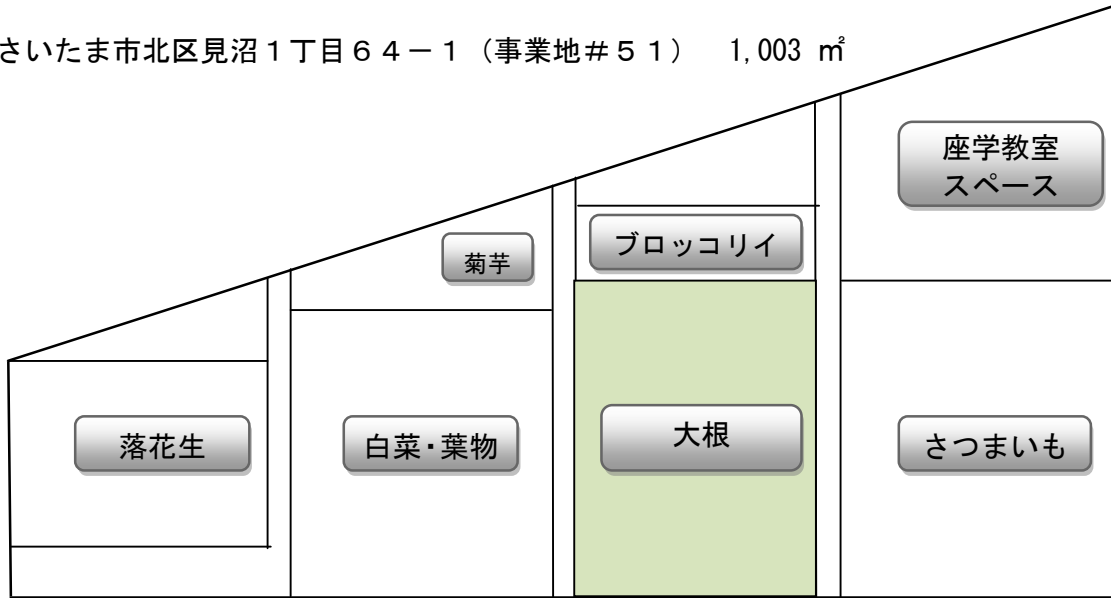 さいたま市北区見沼１丁目６４－１（事業地＃５１）　1,003 ㎡
座学教室
スペース
ブロッコリイ
菊芋
落花生
白菜・葉物
大根
さつまいも